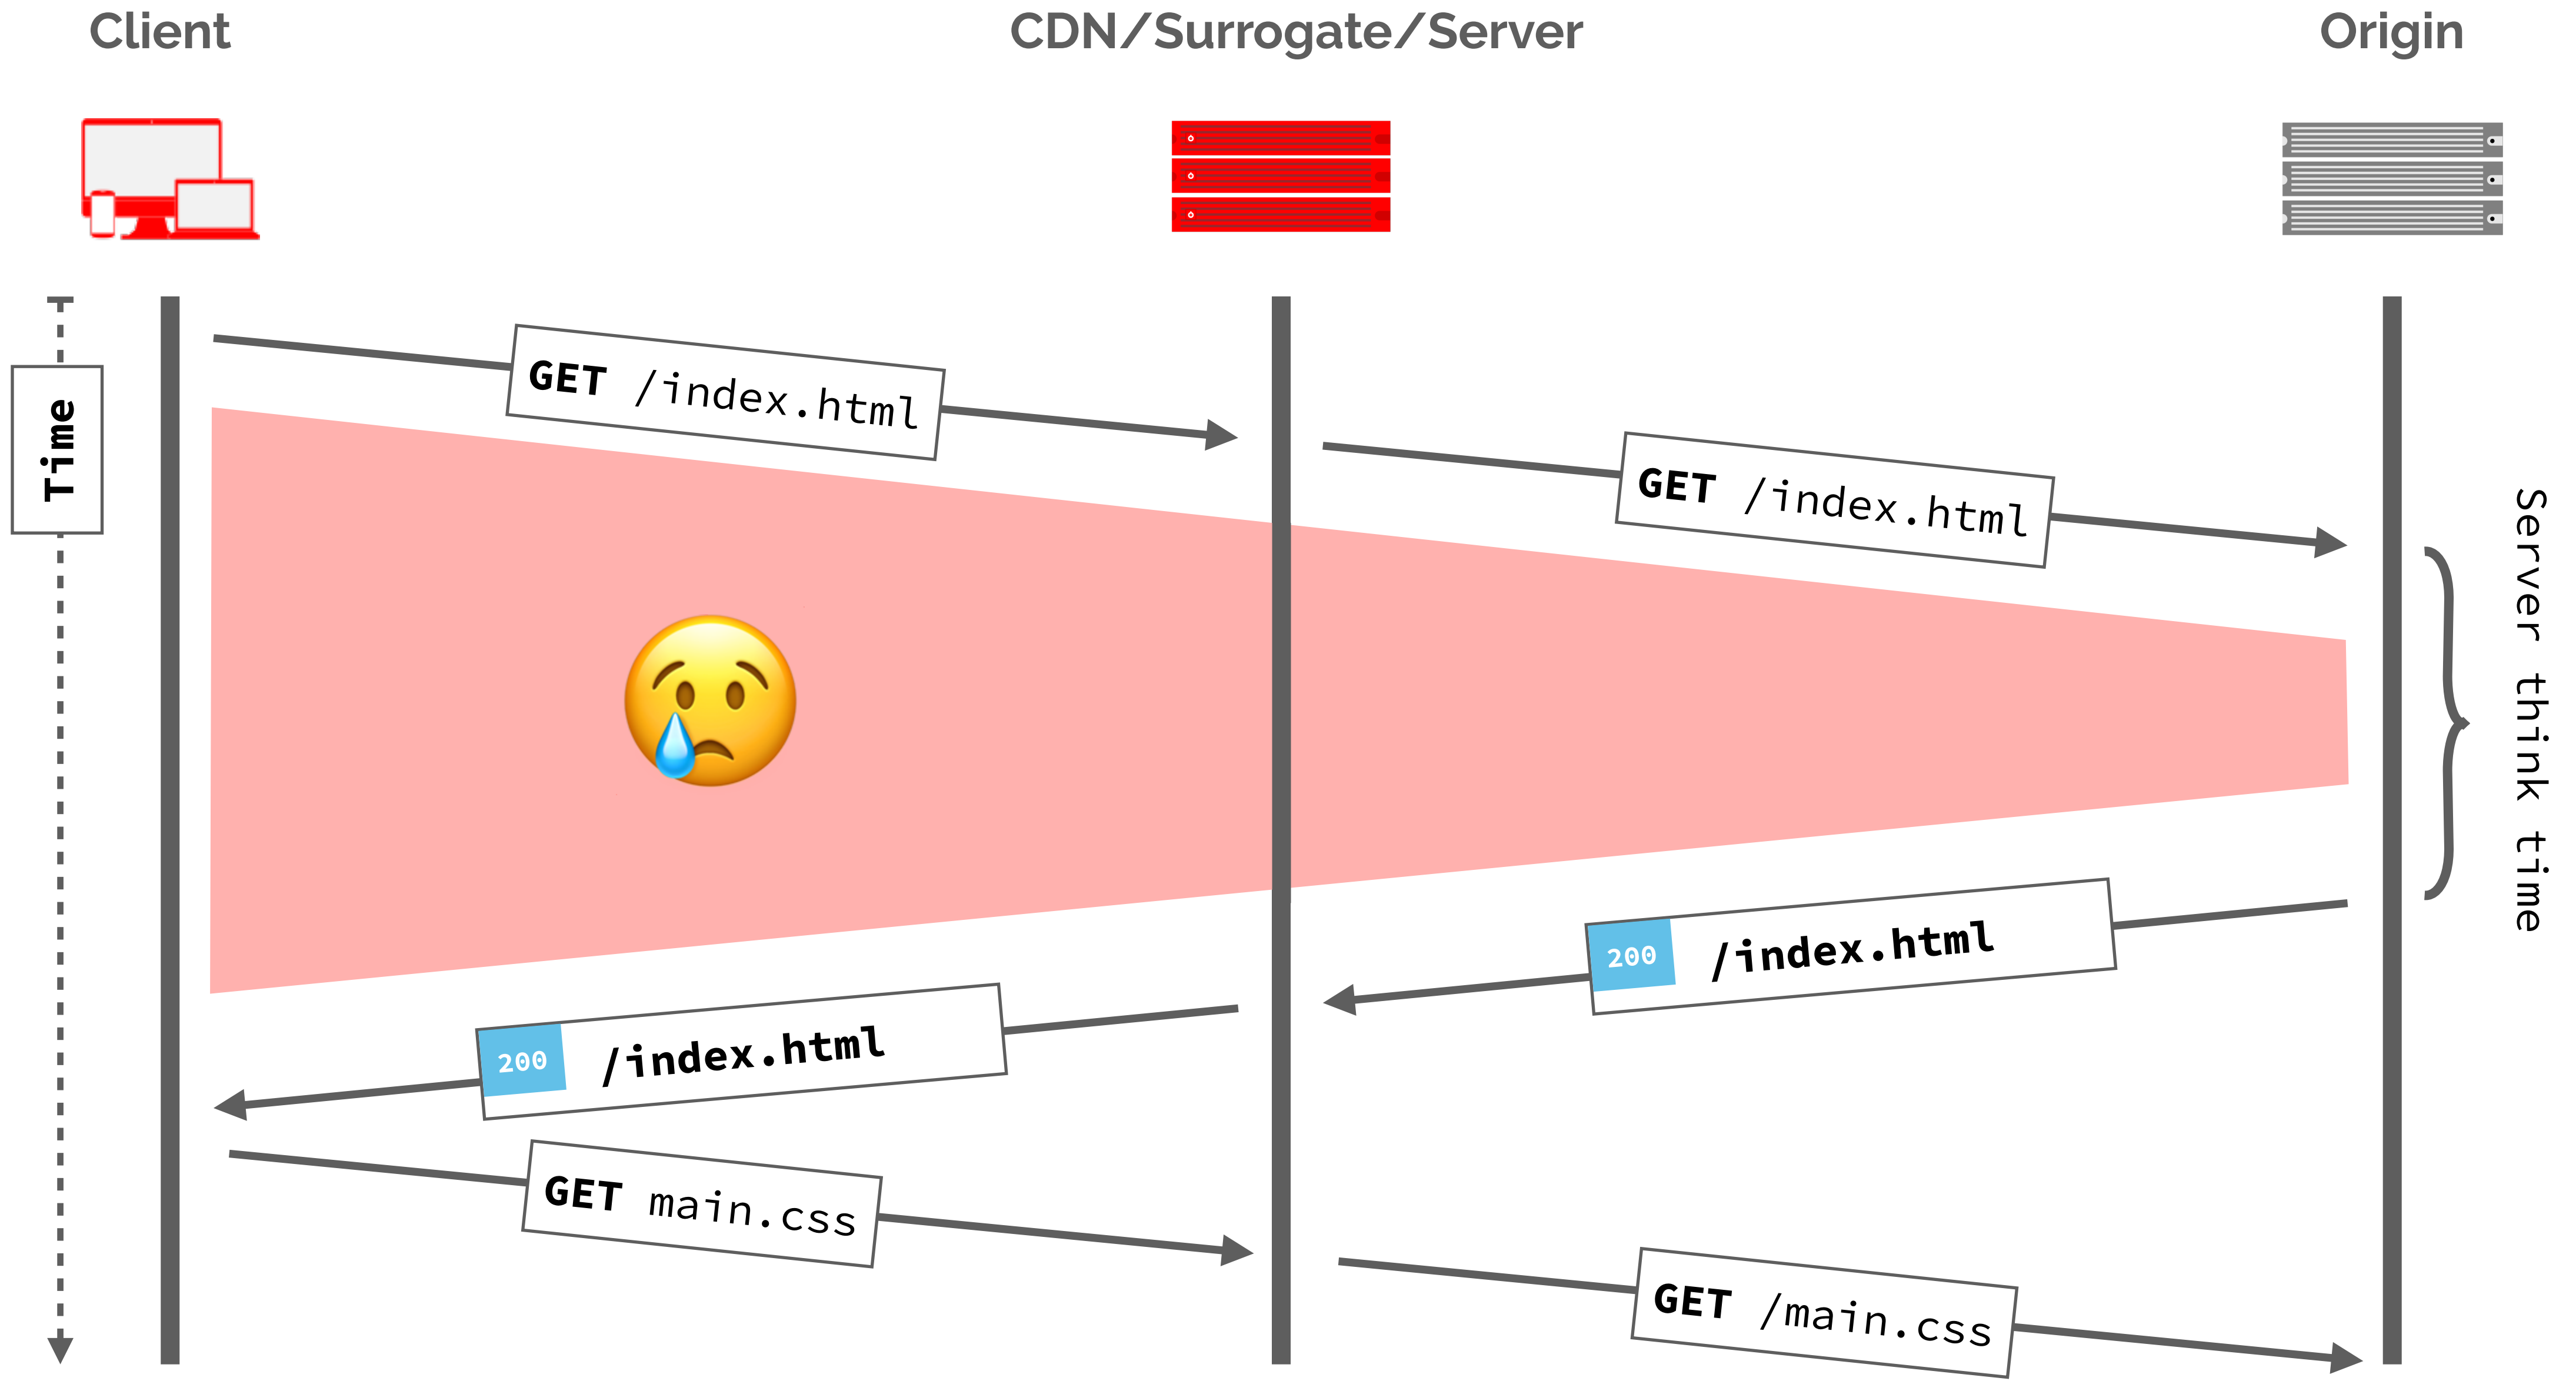 Client
CDN/Surrogate/Server
Origin
Time
GET /index.html
GET /index.html
Server think time
200 /index.html
200 /index.html
GET main.css
GET /main.css